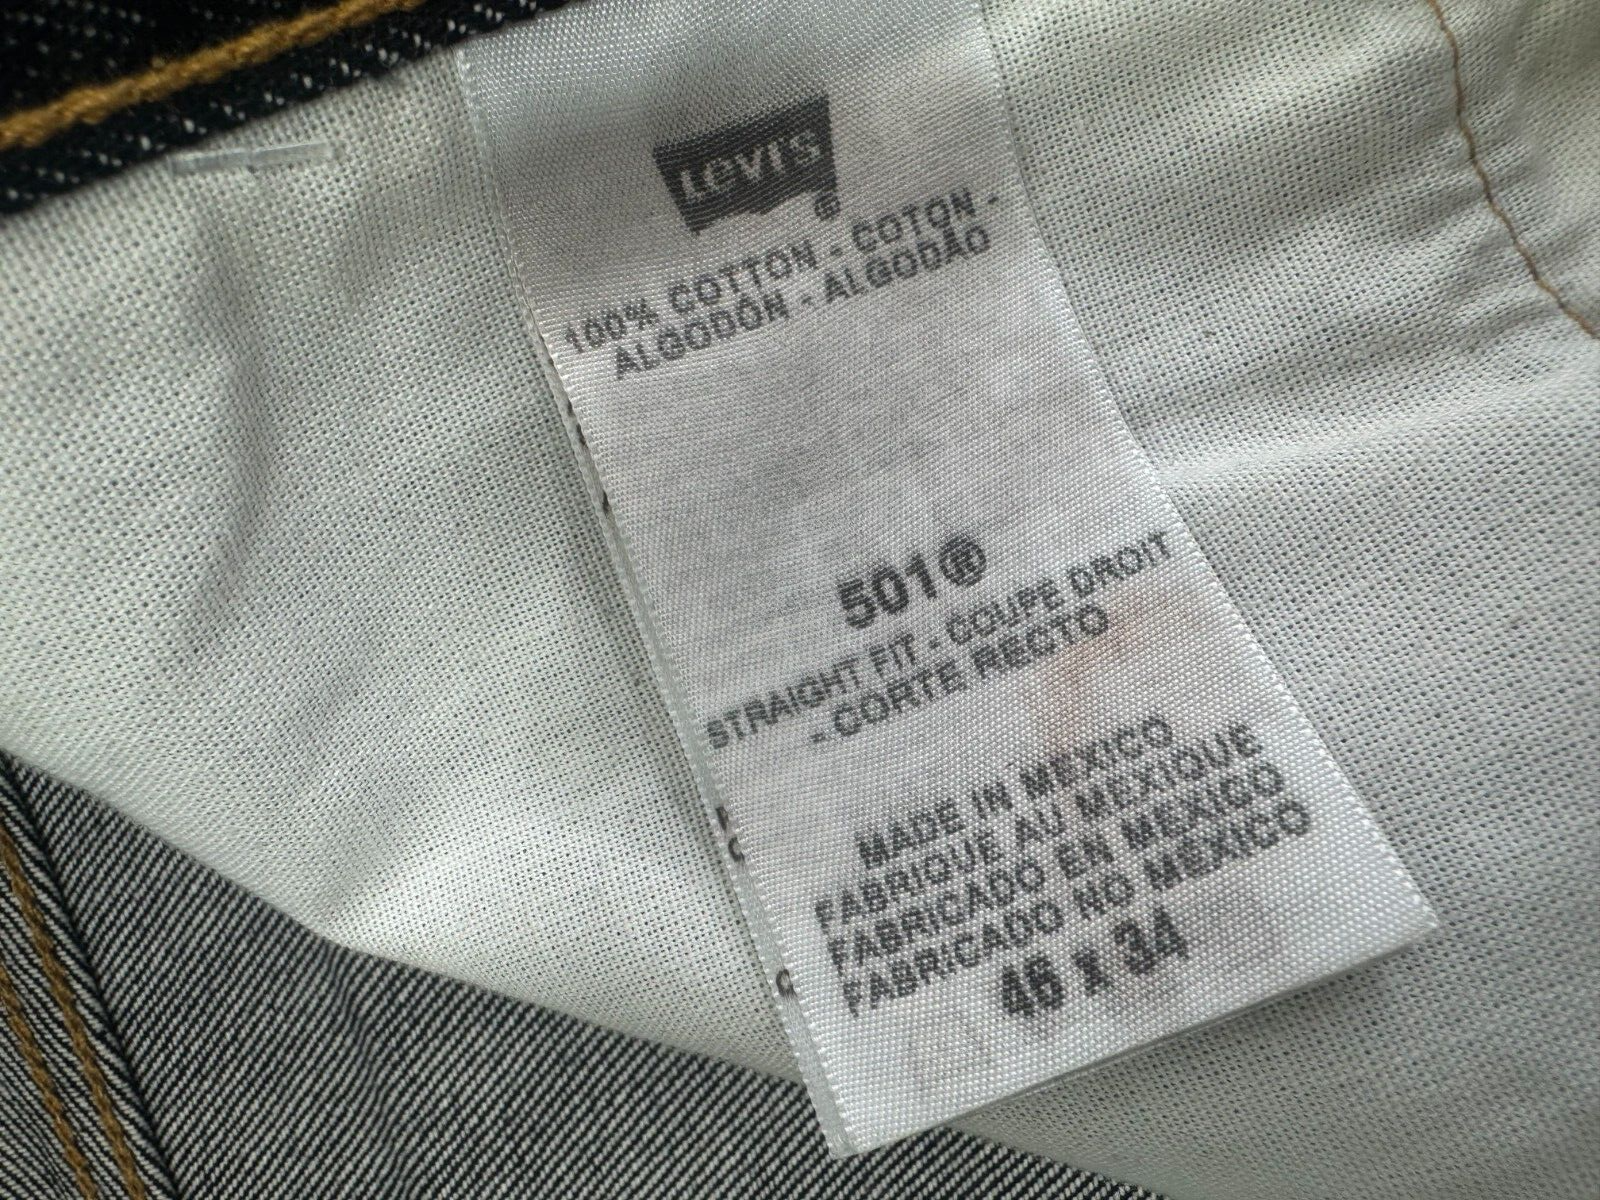 Levi's
®
100% COTTON - COTON -
ALGODÓN - ALGODÃO
501®
STRAIGHT FIT - COUPE DROIT
- CORTE RECTO
MADE IN MEXICO
FABRIQUE AU MEXIQUE
FABRICADO EN MEXICO
FABRICADO NO MEXICO
46 x 34